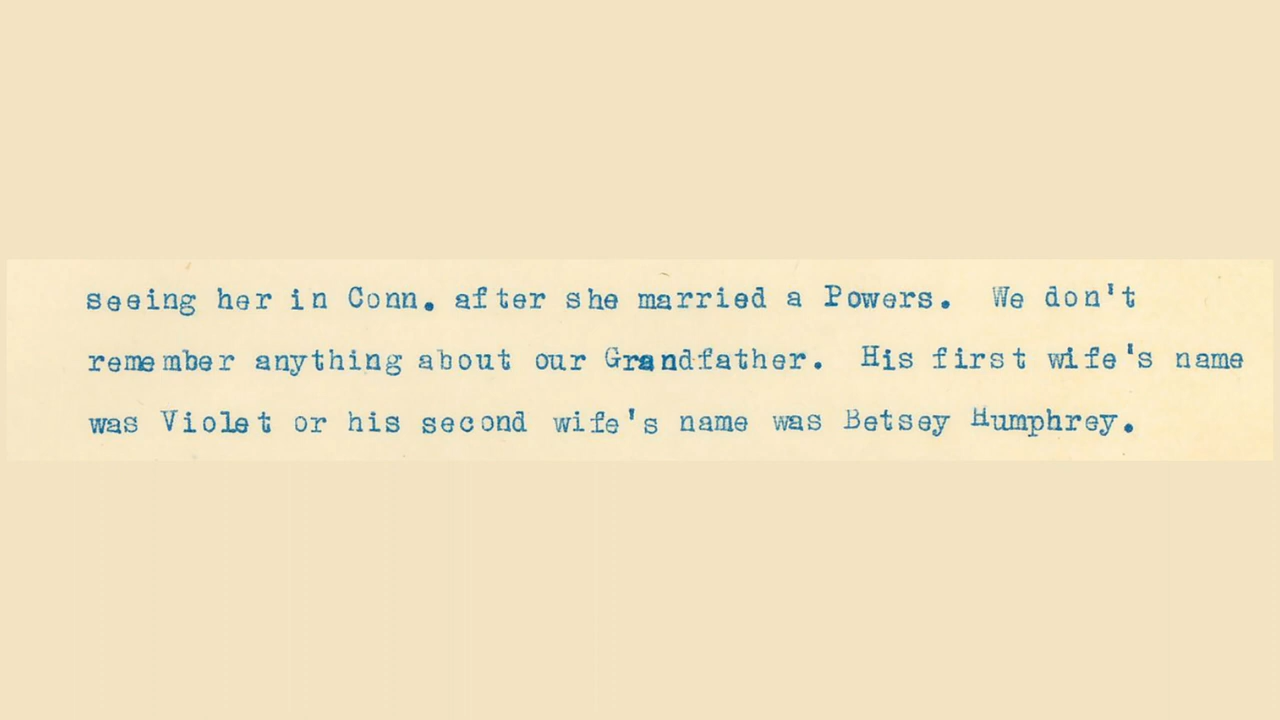 seeing her in Conn. after she married a Powers.  We don't
remember anything about our Grandfather.  His first wife's name
was Violet or his second wife's name was Betsey Humphrey.